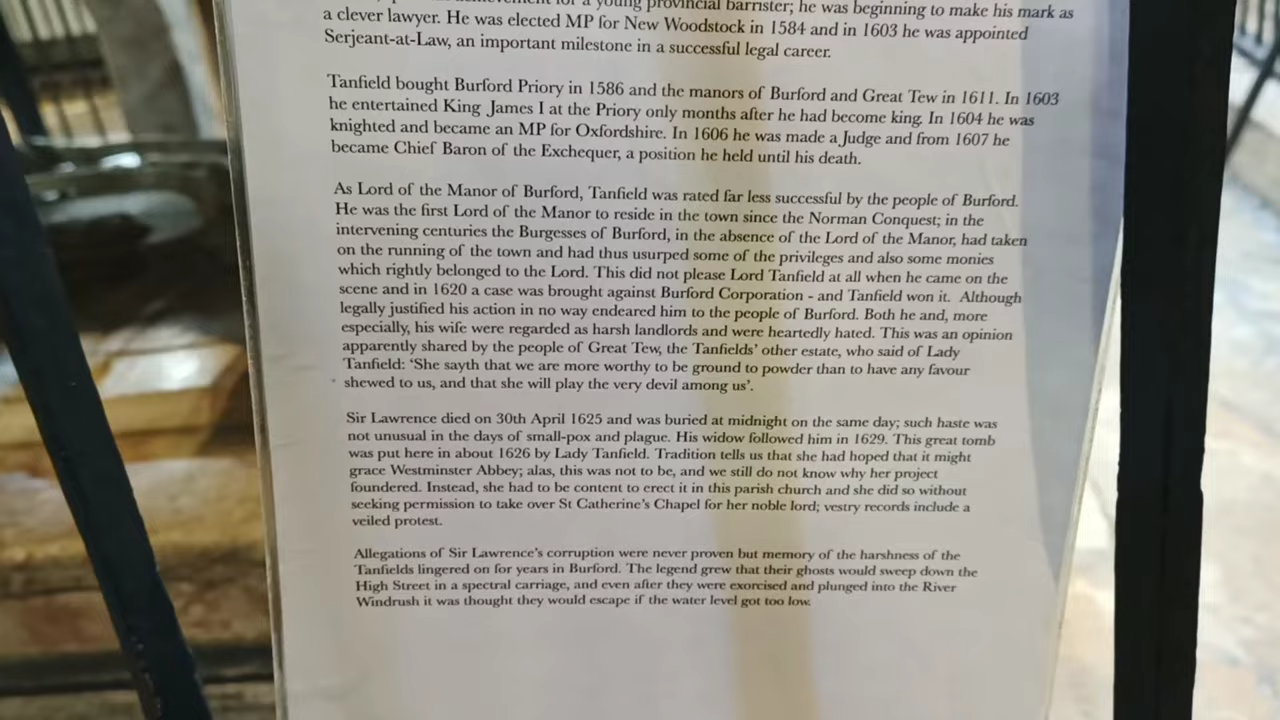 achievement for a young provincial barrister; he was beginning to make his mark as
a clever lawyer. He was elected MP for New Woodstock in 1584 and in 1603 he was appointed
Serjeant-at-Law, an important milestone in a successful legal career.
Tanfield bought Burford Priory in 1586 and the manors of Burford and Great Tew in 1611. In 1603
he entertained King James I at the Priory only months after he had become king. In 1604 he was
knighted and became an MP for Oxfordshire. In 1606 he was made a Judge and from 1607 he
became Chief Baron of the Exchequer, a position he held until his death.
As Lord of the Manor of Burford, Tanfield was rated far less successful by the people of Burford.
He was the first Lord of the Manor to reside in the town since the Norman Conquest; in the
intervening centuries the Burgesses of Burford, in the absence of the Lord of the Manor, had taken
on the running of the town and had thus usurped some of the privileges and also some monies
which rightly belonged to the Lord. This did not please Lord Tanfield at all when he came on the
scene and in 1620 a case was brought against Burford Corporation - and Tanfield won it. Although
legally justified his action in no way endeared him to the people of Burford. Both he and, more
especially, his wife were regarded as harsh landlords and were heartedly hated. This was an opinion
apparently shared by the people of Great Tew, the Tanfields' other estate, who said of Lady
Tanfield: 'She sayth that we are more worthy to be ground to powder than to have any favour
shewed to us, and that she will play the very devil among us'.
Sir Lawrence died on 30th April 1625 and was buried at midnight on the same day; such haste was
not unusual in the days of small-pox and plague. His widow followed him in 1629. This great tomb
was put here in about 1626 by Lady Tanfield. Tradition tells us that she had hoped that it might
grace Westminster Abbey; alas, this was not to be, and we still do not know why her project
foundered. Instead, she had to be content to erect it in this parish church and she did so without
seeking permission to take over St Catherine's Chapel for her noble lord; vestry records include a
veiled protest.
Allegations of Sir Lawrence's corruption were never proven but memory of the harshness of the
Tanfields lingered on for years in Burford. The legend grew that their ghosts would sweep down the
High Street in a spectral carriage, and even after they were exorcised and plunged into the River
Windrush it was thought they would escape if the water level got too low.